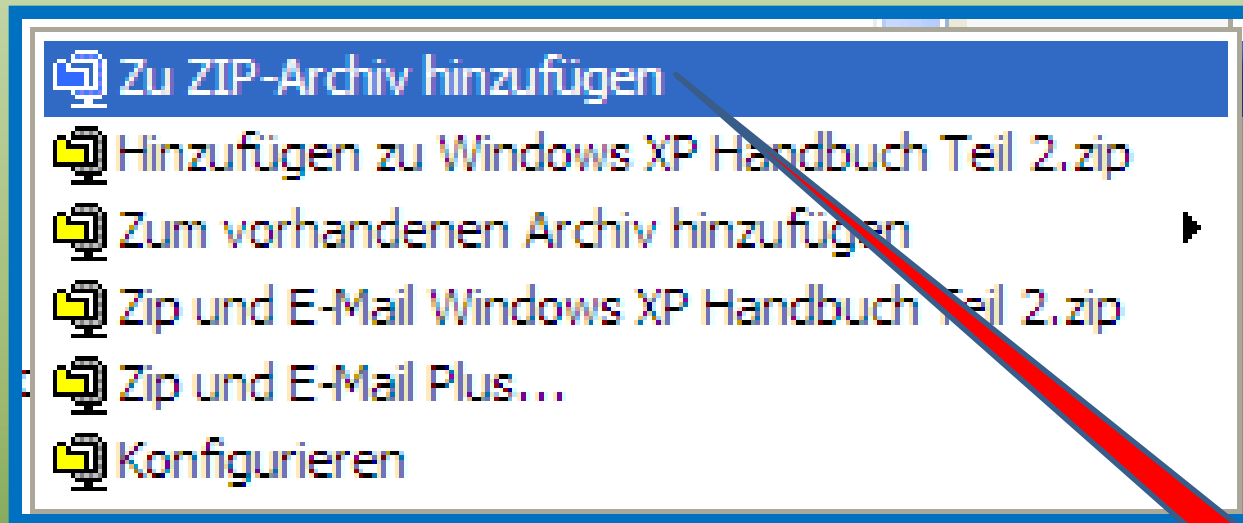 Zu ZIP-Archiv hinzufügen
Hinzufügen zu Windows XP Handbuch Teil 2.zip
Zum vorhandenen Archiv hinzufügen
Zip und E-Mail Windows XP Handbuch Teil 2.zip
Zip und E-Mail Plus...
Konfigurieren